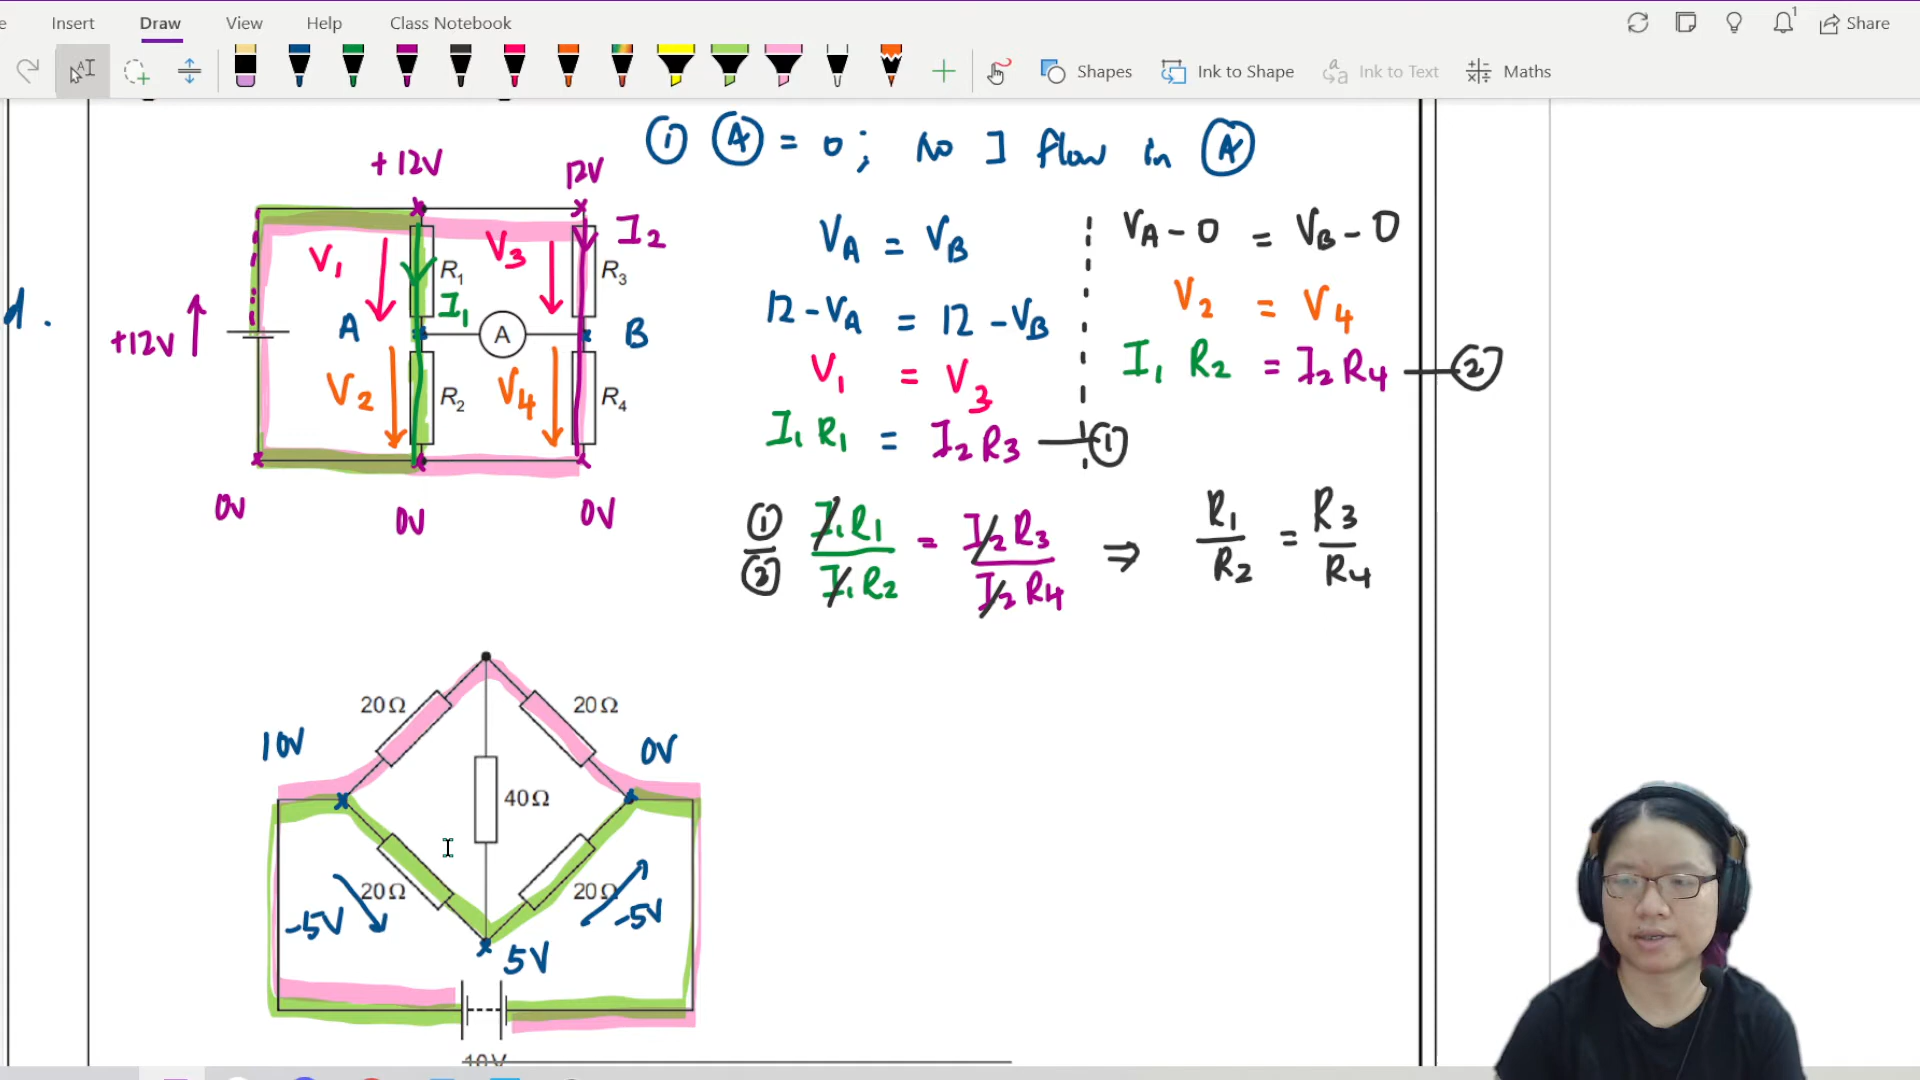 e Insert Draw View Help Class Notebook 1 Share
Shapes Ink to Shape Ink to Text Maths
① Ⓐ = 0 ; No I flow in Ⓐ
+12V 12V
I2
V1 V3 R1 R3
I1
d. +12V A A B
V2 V4 R2 R4
0V 0V 0V
VA = VB
12 - VA = 12 - VB
V1 = V3
I1 R1 = I2 R3 — ①
VA - 0 = VB - 0
V2 = V4
I1 R2 = I2 R4 — ②
①/② I1R1/I1R2 = I2R3/I2R4 ⇒ R1/R2 = R3/R4
20Ω 20Ω
10V 0V
40Ω
20Ω 20Ω
-5V -5V
5V
10V